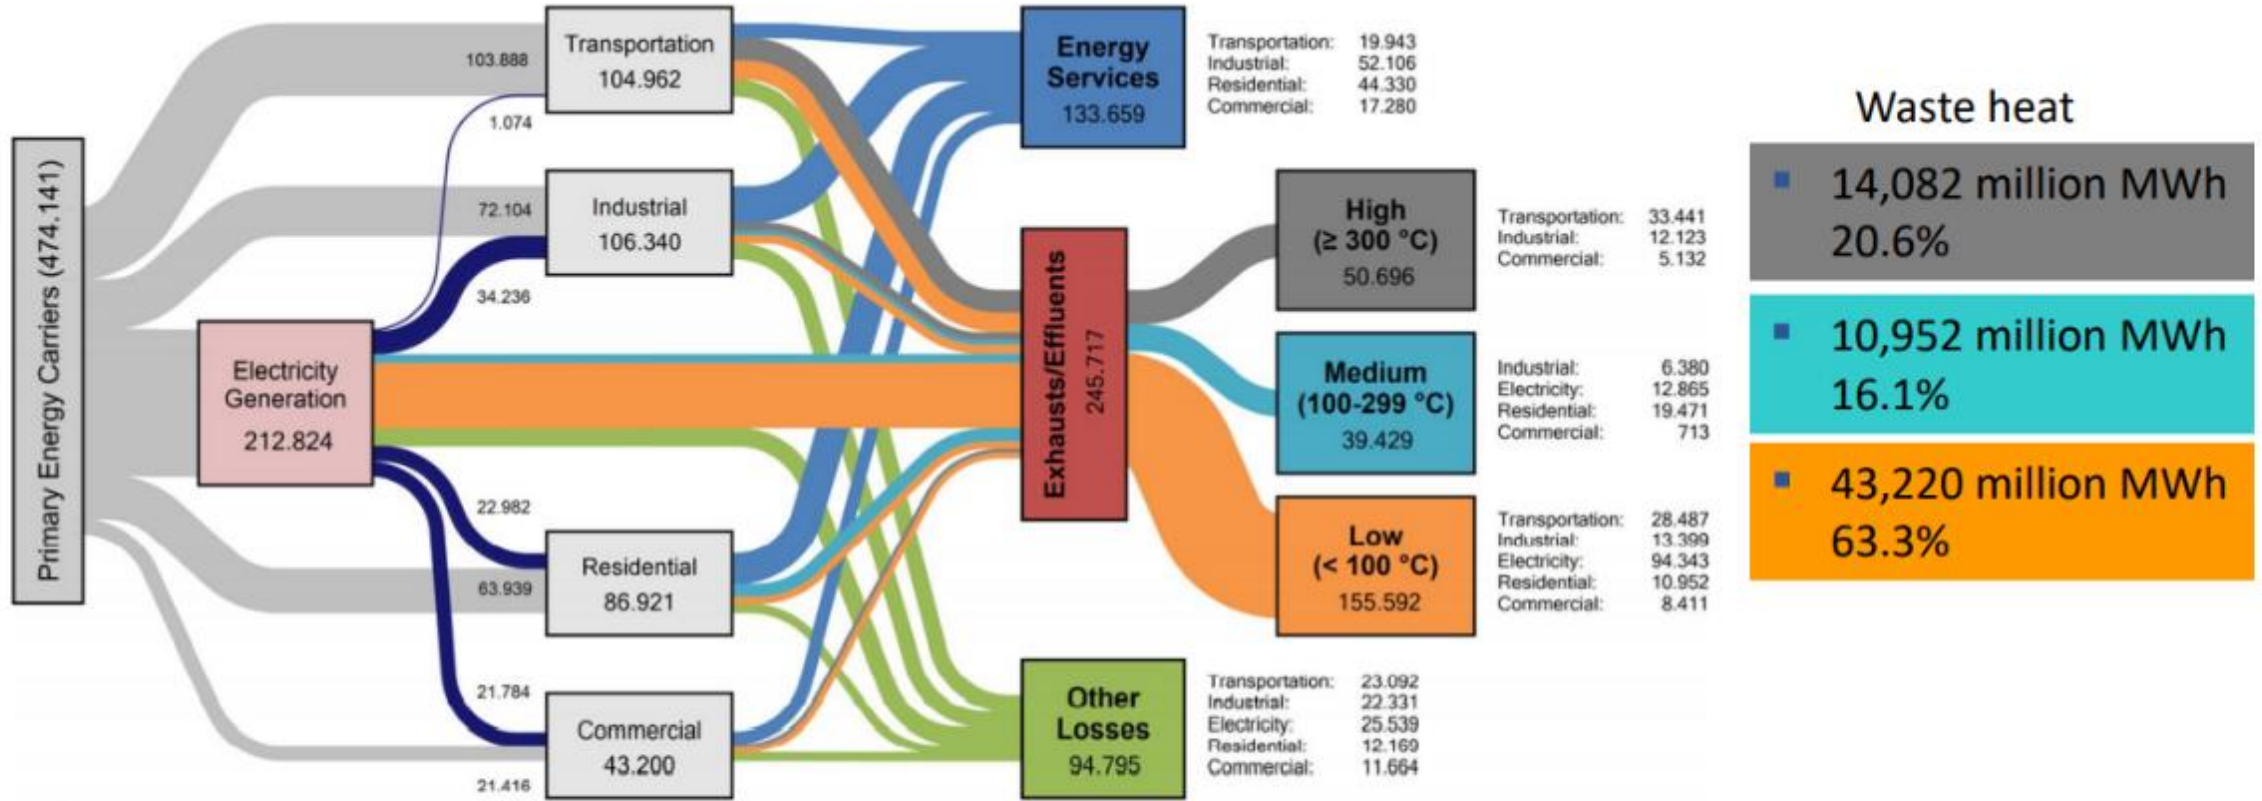 Primary Energy Carriers (474.141)
103.888
1.074
72.104
34.236
22.982
63.939
21.784
21.416
Electricity
Generation
212.824
Transportation
104.962
Industrial
106.340
Residential
86.921
Commercial
43.200
Energy
Services
133.659
Transportation: 19.943
Industrial: 52.106
Residential: 44.330
Commercial: 17.280
Exhausts/Effluents
245.717
High
(≥ 300 °C)
50.696
Transportation: 33.441
Industrial: 12.123
Commercial: 5.132
Medium
(100-299 °C)
39.429
Industrial: 6.380
Electricity: 12.865
Residential: 19.471
Commercial: 713
Low
(< 100 °C)
155.592
Transportation: 28.487
Industrial: 13.399
Electricity: 94.343
Residential: 10.952
Commercial: 8.411
Other
Losses
94.795
Transportation: 23.092
Industrial: 22.331
Electricity: 25.539
Residential: 12.169
Commercial: 11.664
Waste heat
▪ 14,082 million MWh
20.6%
▪ 10,952 million MWh
16.1%
▪ 43,220 million MWh
63.3%